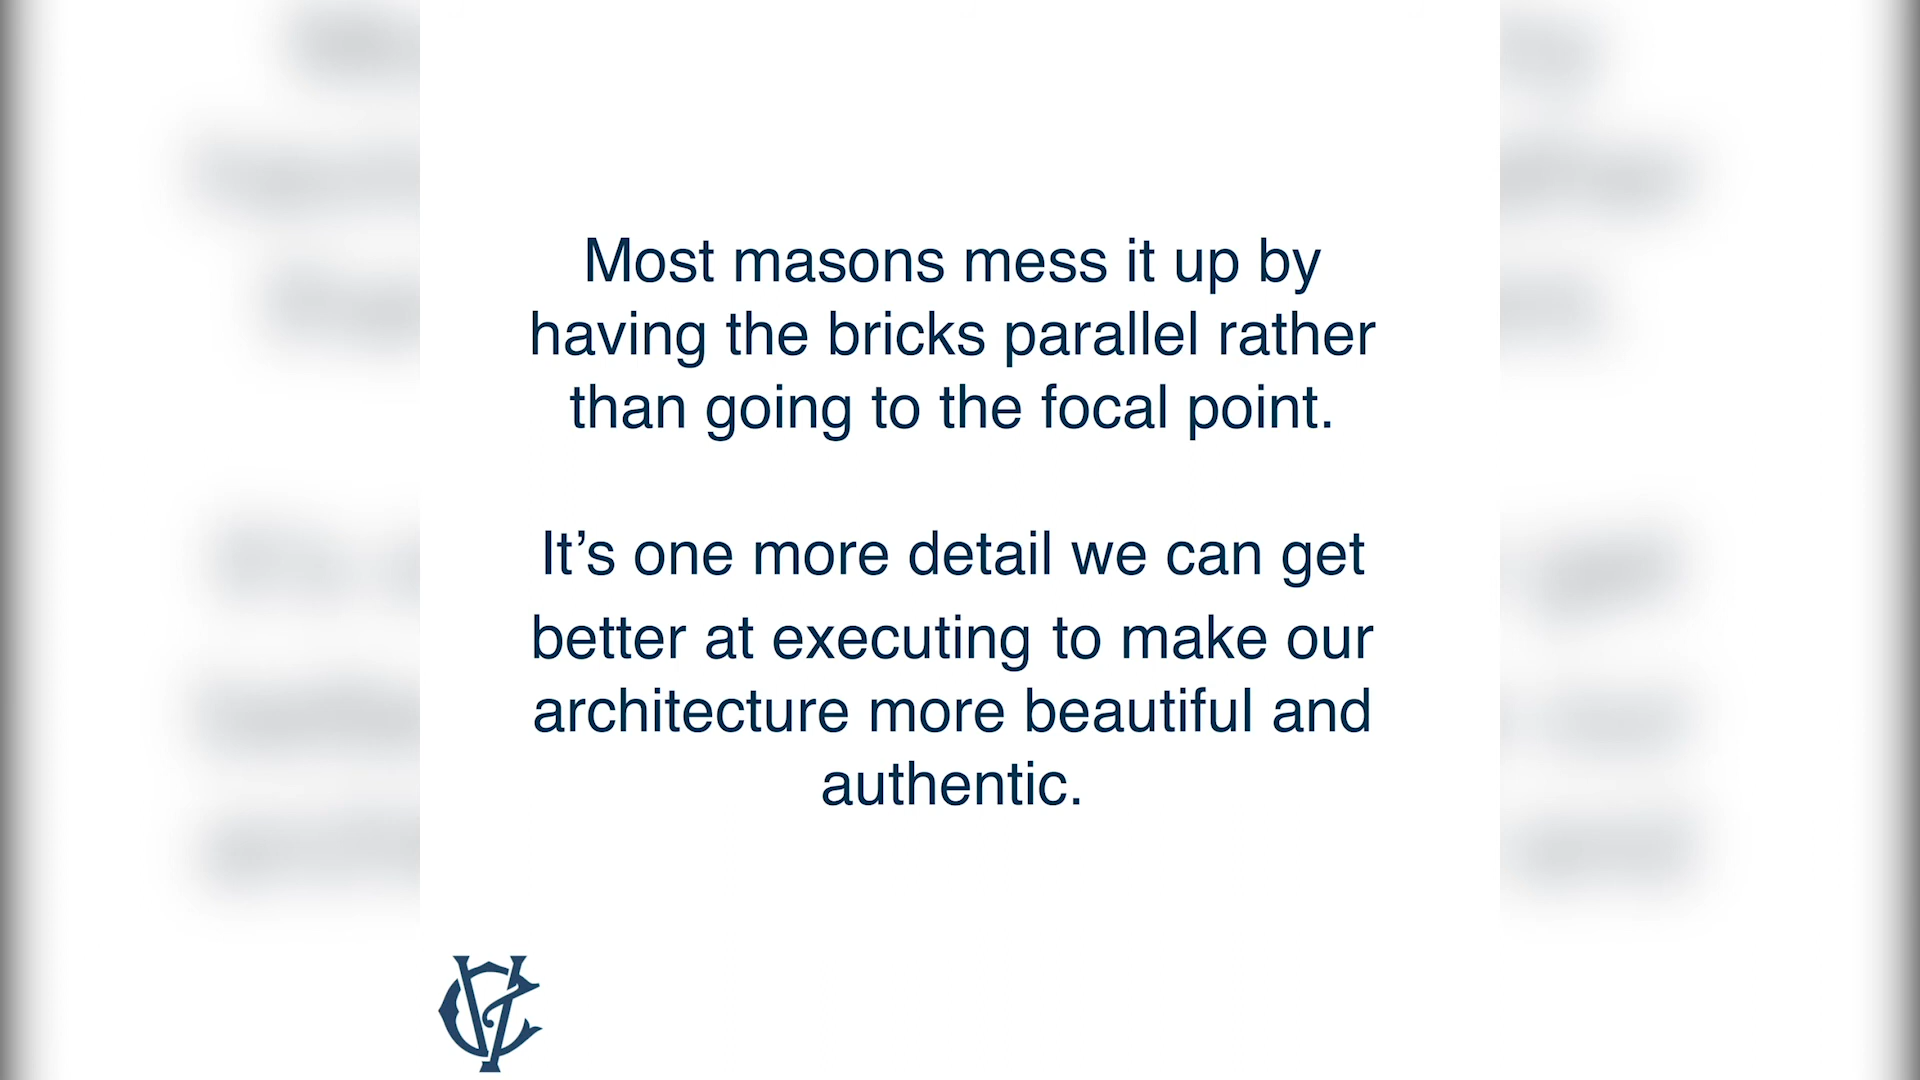 Most masons mess it up by
having the bricks parallel rather
than going to the focal point.
It’s one more detail we can get
better at executing to make our
architecture more beautiful and
authentic.